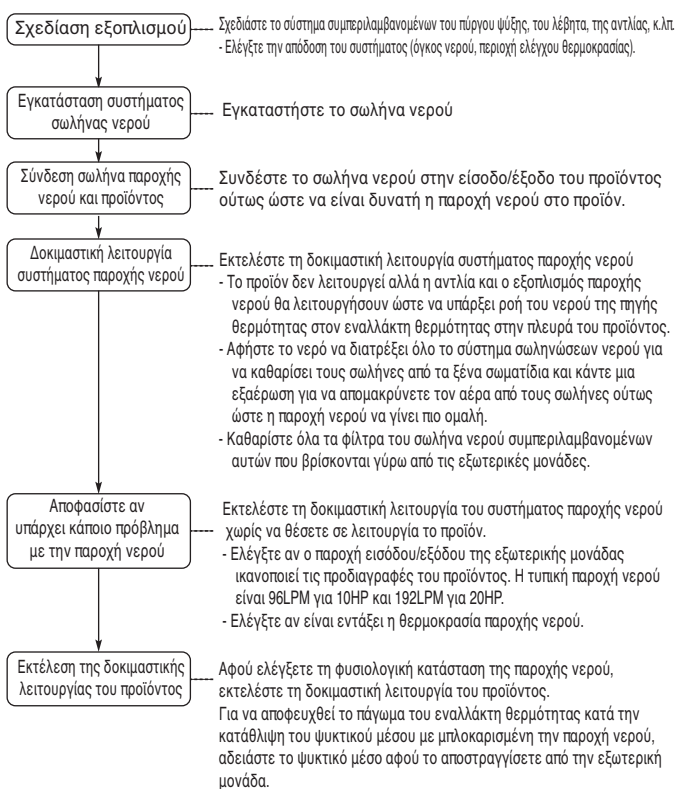 Σχεδίαση εξοπλισμού
Σχεδιάστε το σύστημα συμπεριλαμβανομένων του πύργου ψύξης, του λέβητα, της αντλίας, κ.λπ.
- Ελέγξτε την απόδοση του συστήματος (όγκος νερού, περιοχή ελέγχου θερμοκρασίας).
Εγκατάσταση συστήματος
σωλήνας νερού
Εγκαταστήστε το σωλήνα νερού
Σύνδεση σωλήνα παροχής
νερού και προϊόντος
Συνδέστε το σωλήνα νερού στην είσοδο/έξοδο του προϊόντος
ούτως ώστε να είναι δυνατή η παροχή νερού στο προϊόν.
Δοκιμαστική λειτουργία
συστήματος παροχής νερού
Εκτελέστε τη δοκιμαστική λειτουργία συστήματος παροχής νερού
- Το προϊόν δεν λειτουργεί αλλά η αντλία και ο εξοπλισμός παροχής
νερού θα λειτουργήσουν ώστε να υπάρξει ροή του νερού της πηγής
θερμότητας στον εναλλάκτη θερμότητας στην πλευρά του προϊόντος.
- Αφήστε το νερό να διατρέξει όλο το σύστημα σωληνώσεων νερού για
να καθαρίσει τους σωλήνες από τα ξένα σωματίδια και κάντε μια
εξαέρωση για να απομακρύνετε τον αέρα από τους σωλήνες ούτως
ώστε η παροχή νερού να γίνει πιο ομαλή.
- Καθαρίστε όλα τα φίλτρα του σωλήνα νερού συμπεριλαμβανομένων
αυτών που βρίσκονται γύρω από τις εξωτερικές μονάδες.
Αποφασίστε αν
υπάρχει κάποιο πρόβλημα
με την παροχή νερού
Εκτελέστε τη δοκιμαστική λειτουργία του συστήματος παροχής νερού
χωρίς να θέσετε σε λειτουργία το προϊόν.
- Ελέγξτε αν ο παροχή εισόδου/εξόδου της εξωτερικής μονάδας
ικανοποιεί τις προδιαγραφές του προϊόντος. Η τυπική παροχή νερού
είναι 96LPM για 10HP και 192LPM για 20HP.
- Ελέγξτε αν είναι εντάξει η θερμοκρασία παροχής νερού.
Εκτέλεση της δοκιμαστικής
λειτουργίας του προϊόντος
Αφού ελέγξετε τη φυσιολογική κατάσταση της παροχής νερού,
εκτελέστε τη δοκιμαστική λειτουργία του προϊόντος.
Για να αποφευχθεί το πάγωμα του εναλλάκτη θερμότητας κατά την
κατάθλιψη του ψυκτικού μέσου με μπλοκαρισμένη την παροχή νερού,
αδειάστε το ψυκτικό μέσο αφού το αποστραγγίσετε από την εξωτερική
μονάδα.